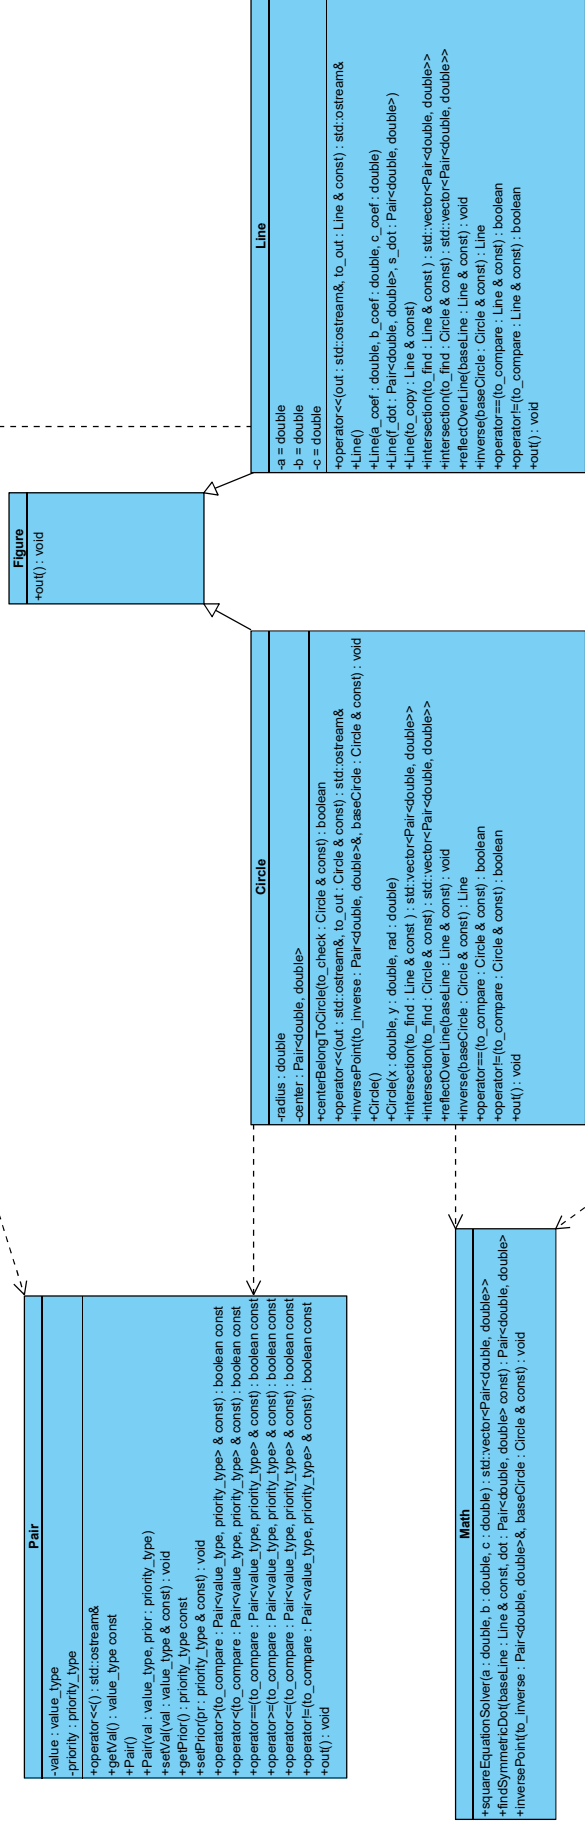 Pair
-value : value_type
-priority : priority_type
+operator<<() : std::ostream&
+getVal() : value_type const
+Pair()
+Pair(val : value_type, prior : priority_type)
+setVal(val : value_type & const) : void
+getPrior() : priority_type const
+setPrior(pr : priority_type & const) : void
+operator>(to_compare : Pair<value_type, priority_type> & const) : boolean const
+operator<(to_compare : Pair<value_type, priority_type> & const) : boolean const
+operator==(to_compare : Pair<value_type, priority_type> & const) : boolean const
+operator>=(to_compare : Pair<value_type, priority_type> & const) : boolean const
+operator<=(to_compare : Pair<value_type, priority_type> & const) : boolean const
+operator!=(to_compare : Pair<value_type, priority_type> & const) : boolean const
+out() : void
Figure
+out() : void
Circle
-radius : double
-center : Pair<double, double>
+centerBelongToCircle(to_check : Circle & const) : boolean
+operator<<(out : std::ostream&, to_out : Circle & const) : std::ostream&
+inversePoint(to_inverse : Pair<double, double>&, baseCircle : Circle & const) : void
+Circle()
+Circle(x : double, y : double, rad : double)
+intersection(to_find : Line & const ) : std::vector<Pair<double, double>>
+intersection(to_find : Circle & const) : std::vector<Pair<double, double>>
+reflectOverLine(baseLine : Line & const) : void
+inverse(baseCircle : Circle & const) : Line
+operator==(to_compare : Circle & const) : boolean
+operator!=(to_compare : Circle & const) : boolean
+out() : void
Line
-a = double
-b = double
-c = double
+operator<<(out : std::ostream&, to_out : Line & const) : std::ostream&
+Line()
+Line(a_coef : double, b_coef : double, c_coef : double)
+Line(f_dot : Pair<double, double>, s_dot : Pair<double, double>)
+Line(to_copy : Line & const)
+intersection(to_find : Line & const ) : std::vector<Pair<double, double>>
+intersection(to_find : Circle & const) : std::vector<Pair<double, double>>
+reflectOverLine(baseLine : Line & const) : void
+inverse(baseCircle : Circle & const) : Line
+operator==(to_compare : Line & const) : boolean
+operator!=(to_compare : Line & const) : boolean
+out() : void
Math
+squareEquationSolver(a : double, b : double, c : double) : std::vector<Pair<double, double>>
+findSymmetricDot(baseLine : Line & const, dot : Pair<double, double> const) : Pair<double, double>
+inversePoint(to_inverse : Pair<double, double>&, baseCircle : Circle & const) : void